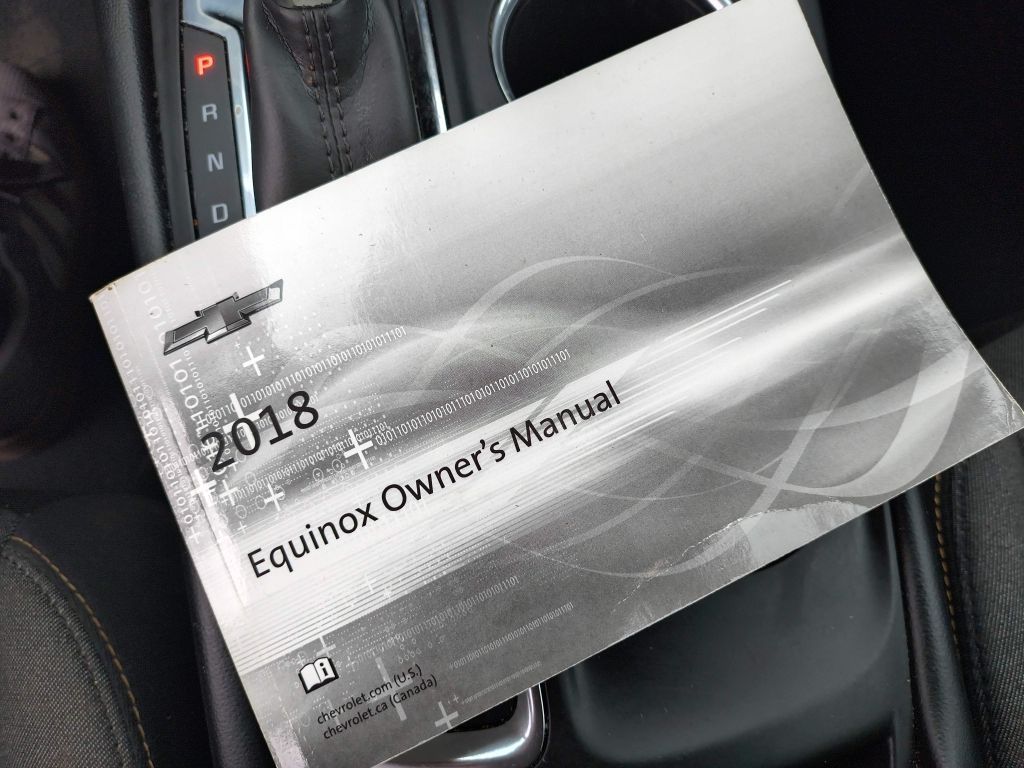 P
R
N
D
2018
Equinox Owner's Manual
chevrolet.com (U.S.)
chevrolet.ca (Canada)